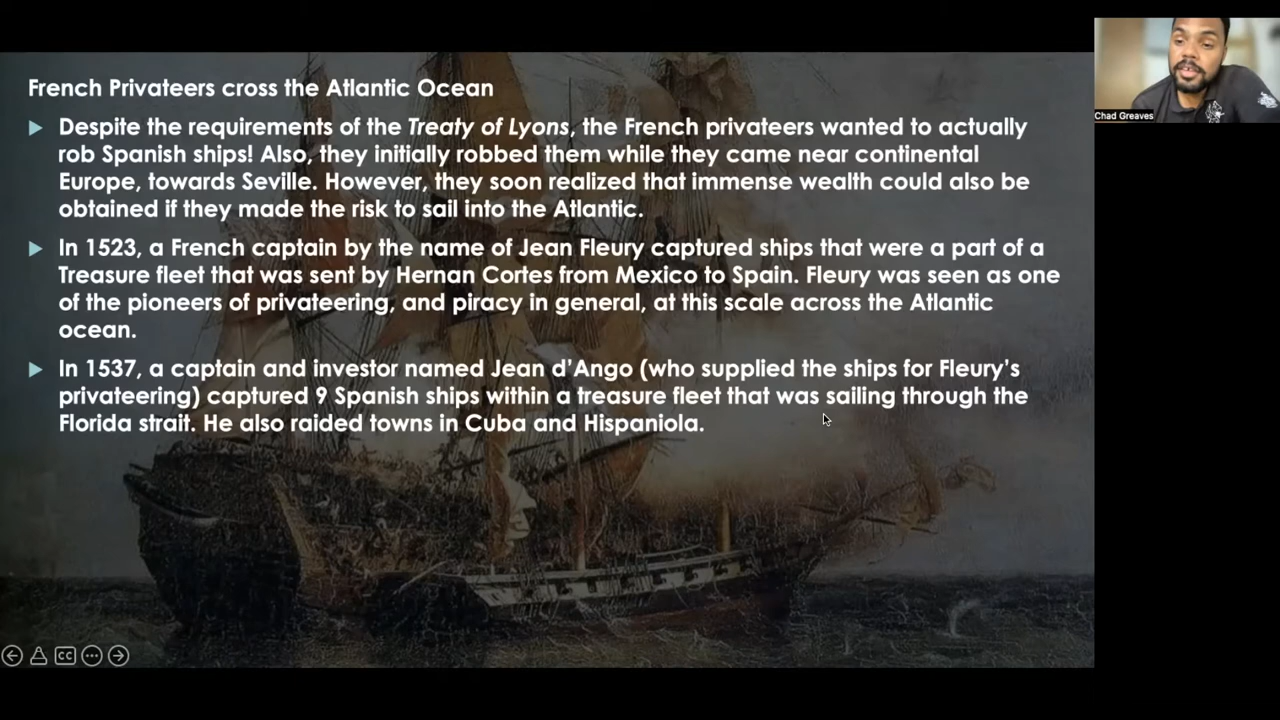 French Privateers cross the Atlantic Ocean
Despite the requirements of the Treaty of Lyons, the French privateers wanted to actually
rob Spanish ships! Also, they initially robbed them while they came near continental
Europe, towards Seville. However, they soon realized that immense wealth could also be
obtained if they made the risk to sail into the Atlantic.
In 1523, a French captain by the name of Jean Fleury captured ships that were a part of a
Treasure fleet that was sent by Hernan Cortes from Mexico to Spain. Fleury was seen as one
of the pioneers of privateering, and piracy in general, at this scale across the Atlantic
ocean.
In 1537, a captain and investor named Jean d’Ango (who supplied the ships for Fleury’s
privateering) captured 9 Spanish ships within a treasure fleet that was sailing through the
Florida strait. He also raided towns in Cuba and Hispaniola.
Chad Greaves
CC